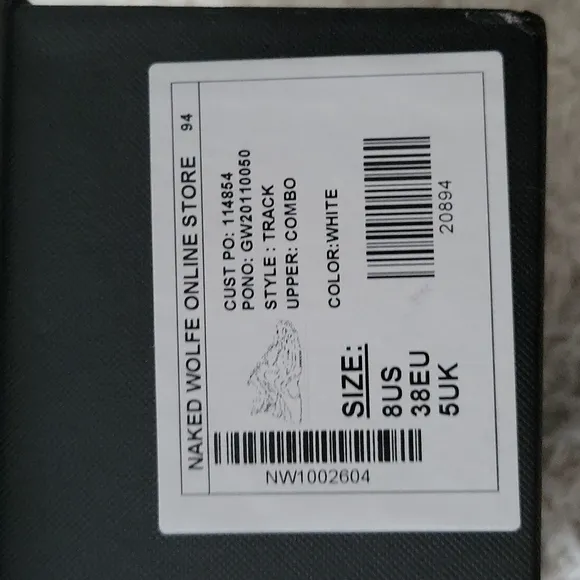 NAKED WOLFE ONLINE STORE 94
CUST PO: 114854
PONO: GW20110050
STYLE : TRACK
UPPER: COMBO
COLOR:WHITE
20894
SIZE:
8US
38EU
5UK
NW1002604